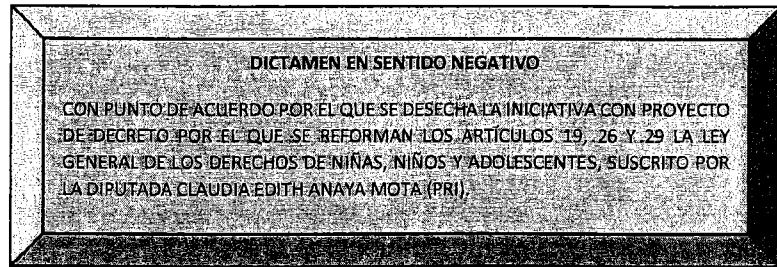 DICTAMEN EN SENTIDO NEGATIVO
CON PUNTO DE ACUERDO POR EL QUE SE DESECHA LA INICIATIVA CON PROYECTO
DE DECRETO POR EL QUE SE REFORMAN LOS ARTÍCULOS 19, 26 Y 29 LA LEY
GENERAL DE LOS DERECHOS DE NIÑAS, NIÑOS Y ADOLESCENTES, SUSCRITO POR
LA DIPUTADA CLAUDIA EDITH ANAYA MOTA (PRI).